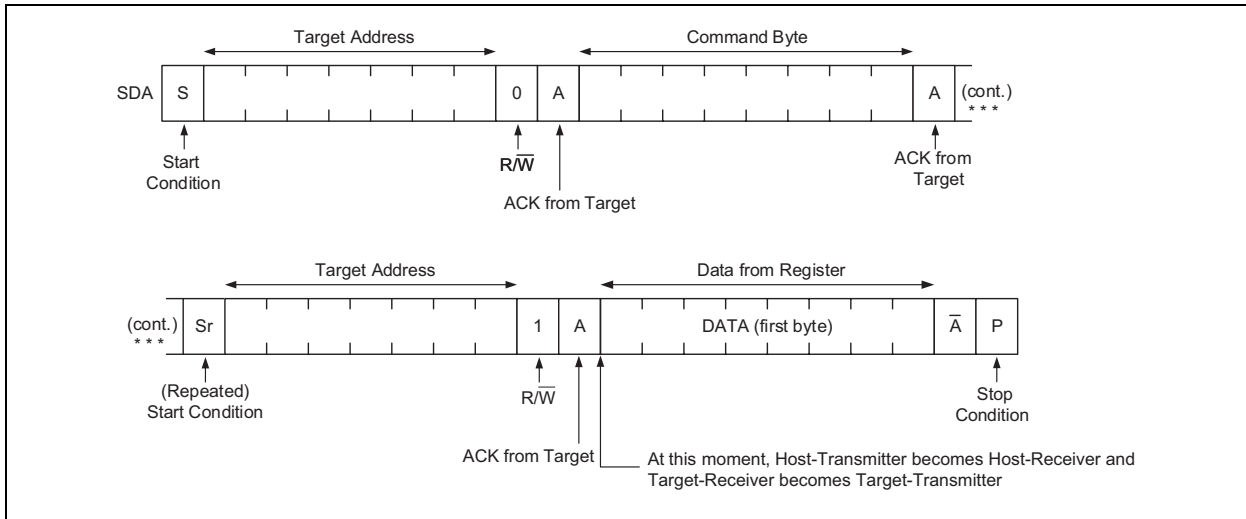 Target Address
Command Byte
SDA S 0 A A (cont.)
* * *
Start
Condition
R/W̅
ACK from Target
ACK from
Target
Target Address
Data from Register
(cont.)
* * *
Sr 1 A DATA (first byte) A̅ P
(Repeated)
Start Condition
R/W̅
Stop
Condition
ACK from Target
At this moment, Host-Transmitter becomes Host-Receiver and
Target-Receiver becomes Target-Transmitter